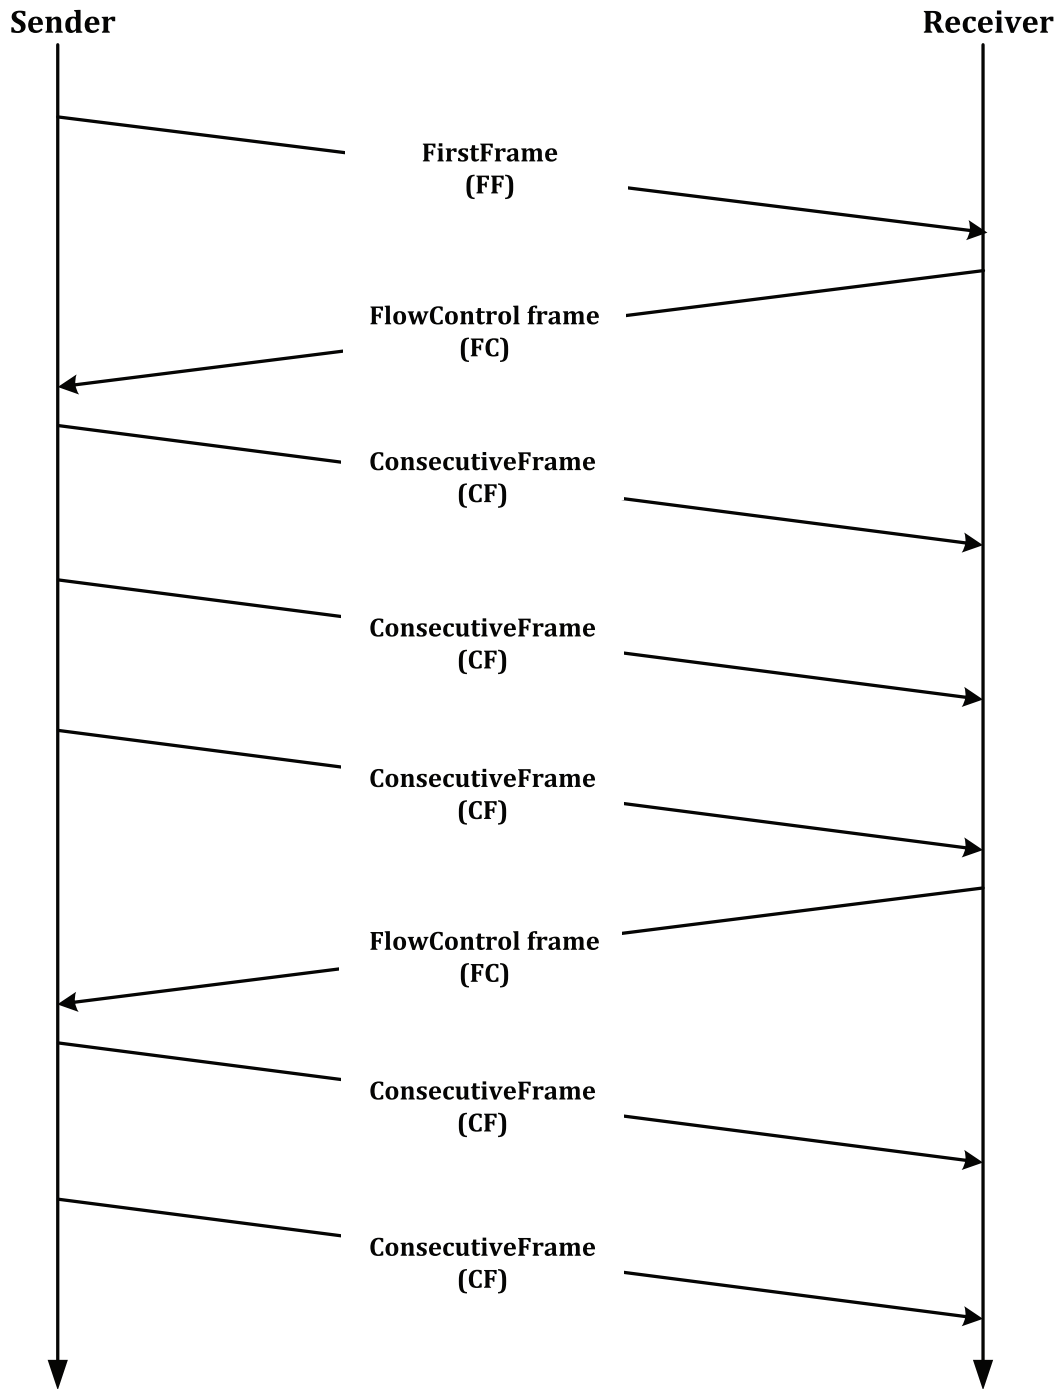 Sender
Receiver
FirstFrame
(FF)
FlowControl frame
(FC)
ConsecutiveFrame
(CF)
ConsecutiveFrame
(CF)
ConsecutiveFrame
(CF)
FlowControl frame
(FC)
ConsecutiveFrame
(CF)
ConsecutiveFrame
(CF)